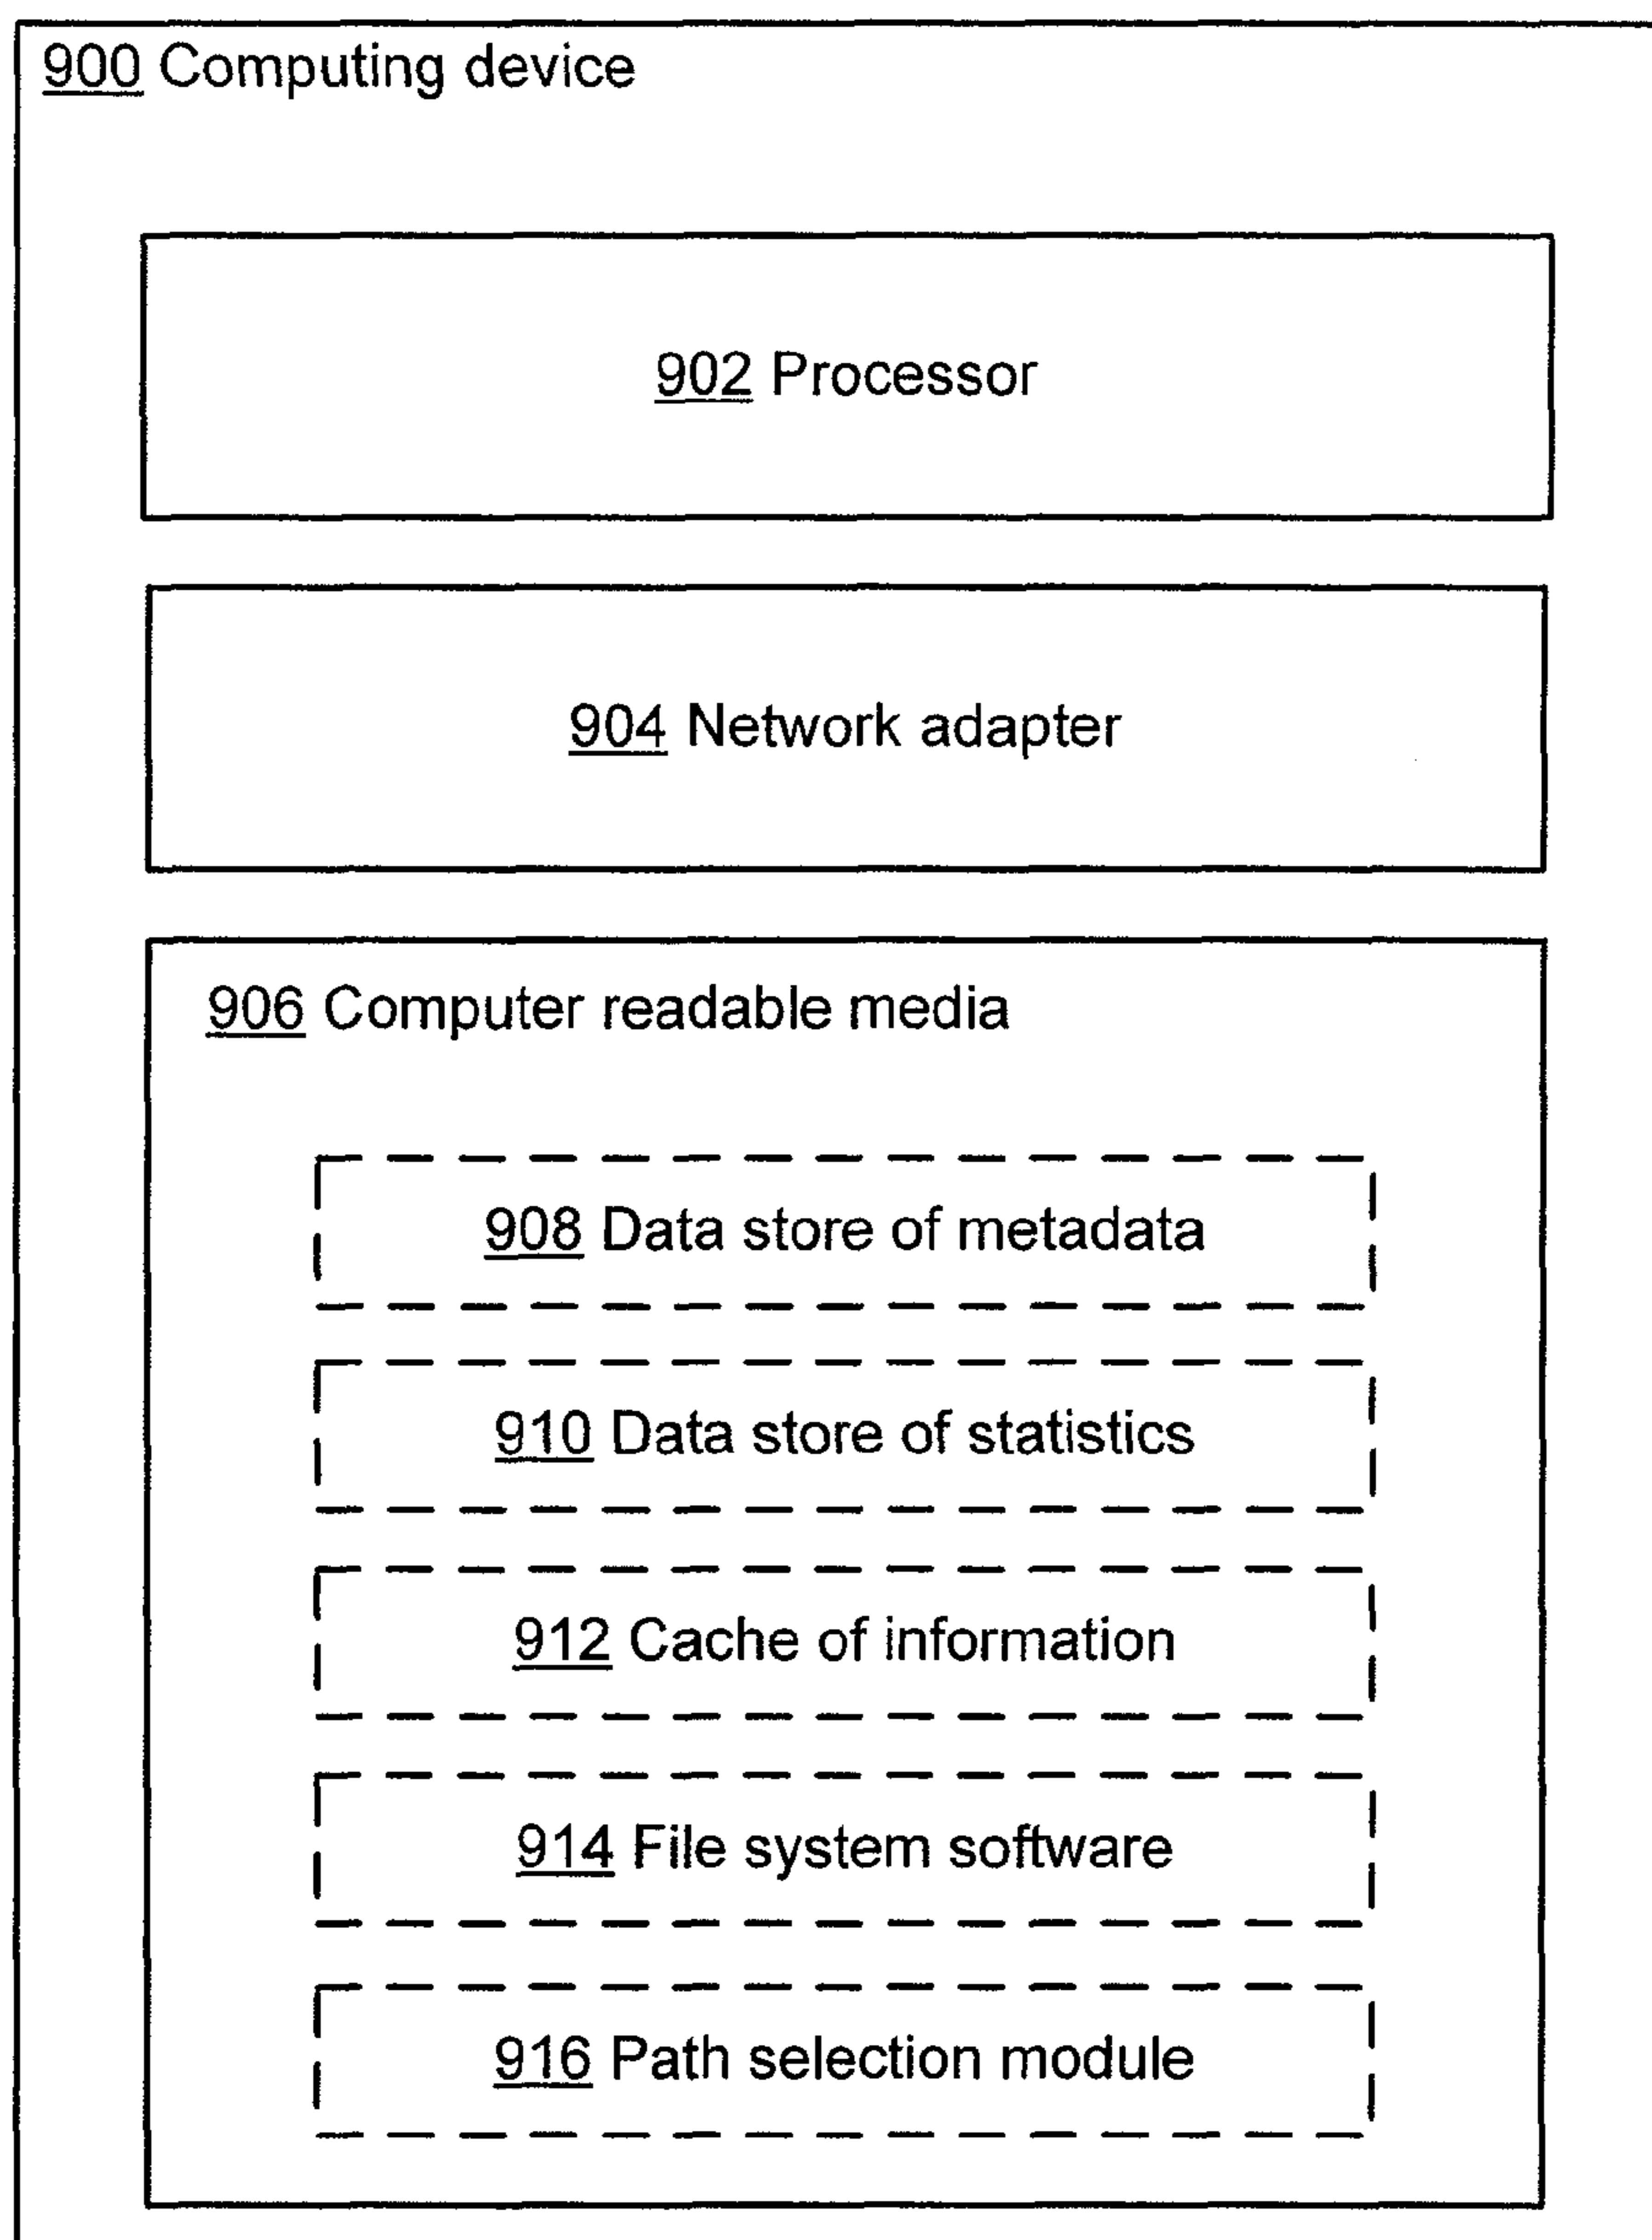 900 Computing device
902 Processor
904 Network adapter
906 Computer readable media
908 Data store of metadata
910 Data store of statistics
912 Cache of information
914 File system software
916 Path selection module